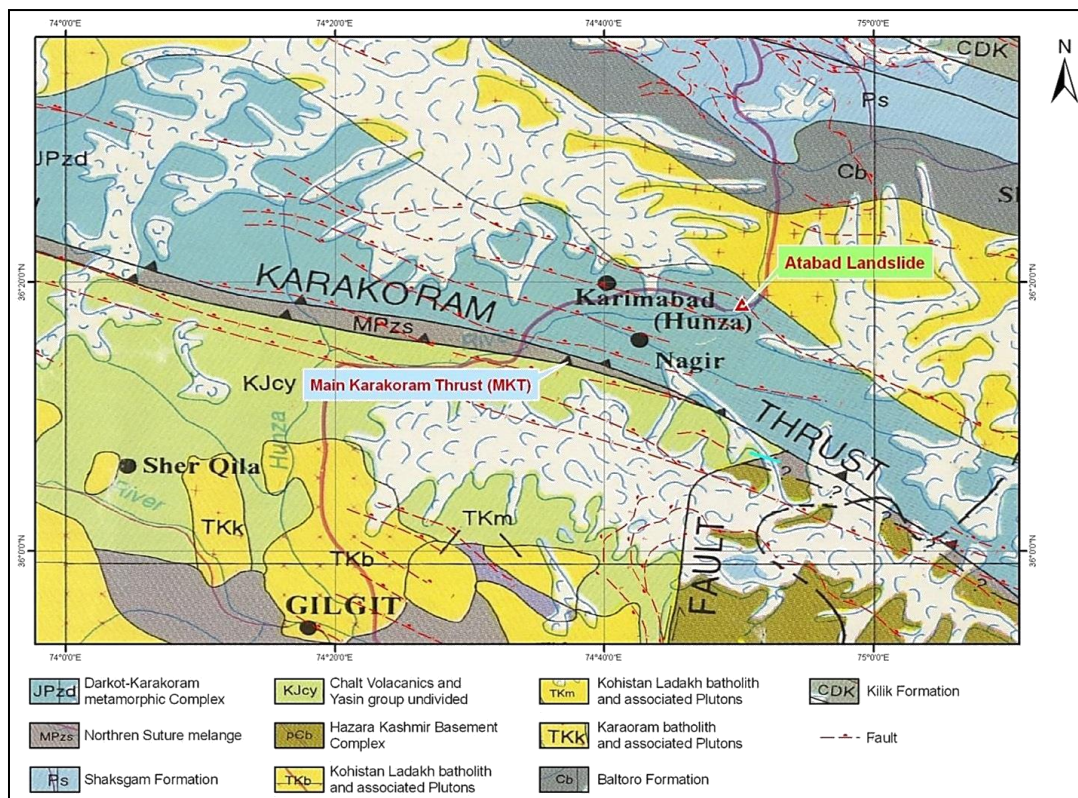 74°0'0"E
74°20'0"E
74°40'0"E
75°0'0"E
N
CDK
Ps
JPzd
Cb
Atabad Landslide
36°20'0"N
36°20'0"N
KARAKORAM
Karimabad
(Hunza)
MPzs
River
Nagir
KJcy
Main Karakoram Thrust (MKT)
THRUST
Hunza
Sher Qila
River
?
?
TKk
TKm
36°0'0"N
36°0'0"N
TKb
FAULT
?
GILGIT
74°0'0"E
74°20'0"E
74°40'0"E
75°0'0"E
JPzd
Darkot-Karakoram
metamorphic Complex
KJcy
Chalt Volacanics and
Yasin group undivided
TKm
Kohistan Ladakh batholith
and associated Plutons
CDK
Kilik Formation
MPzs
Northren Suture melange
pCb
Hazara Kashmir Basement
Complex
TKk
Karaoram batholith
and associated Plutons
Fault
Ps
Shaksgam Formation
TKb
Kohistan Ladakh batholith
and associated Plutons
Cb
Baltoro Formation